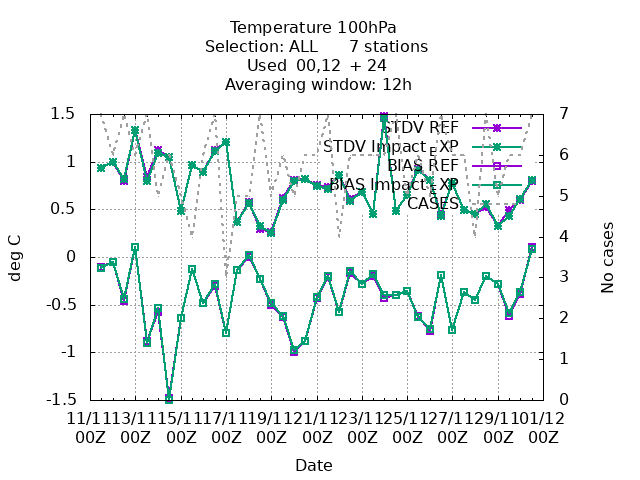 Temperature 100hPa
Selection: ALL 7 stations
Used 00,12 + 24
Averaging window: 12h
1.5
1
0.5
0
-0.5
-1
-1.5
deg C
7
6
5
4
3
2
1
0
No cases
STDV REF
STDV Impact_EXP
BIAS REF
BIAS Impact_EXP
CASES
11/11 13/11 15/11 17/11 19/11 21/11 23/11 25/11 27/11 29/11 01/12
00Z 00Z 00Z 00Z 00Z 00Z 00Z 00Z 00Z 00Z 00Z
Date